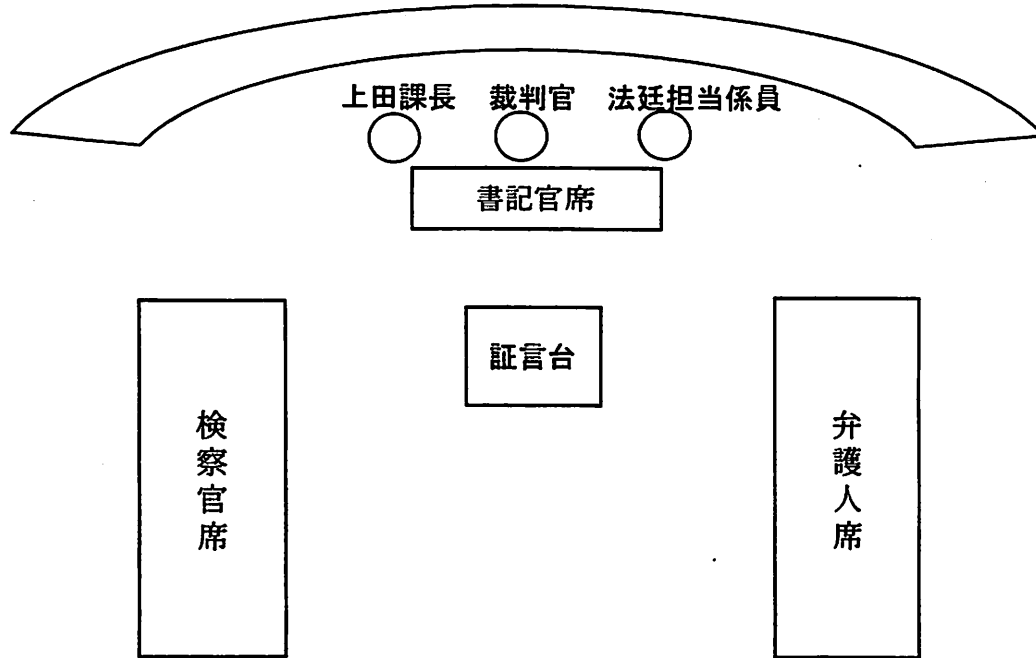 上田課長 裁判官 法廷担当係員
書記官席
証言台
検察官席
弁護人席